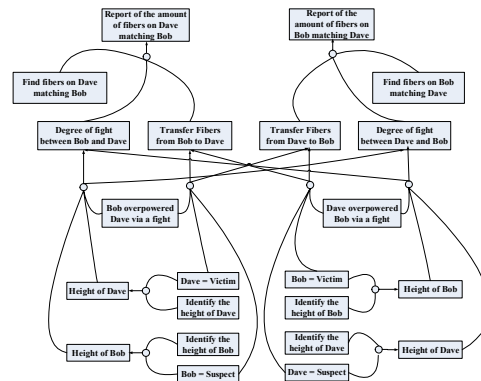 Report of the amount
of fibers on Dave
matching Bob
Report of the
amount of fibers on
Bob matching Dave
Find fibers on Dave
matching Bob
Find fibers on Bob
matching Dave
Degree of fight
between Bob and Dave
Transfer Fibers
from Bob to Dave
Transfer Fibers
from Dave to Bob
Degree of fight
between Dave and Bob
Bob overpowered
Dave via a fight
Dave overpowered
Bob via a fight
Height of Dave
Dave = Victim
Identify the
height of Dave
Bob = Victim
Identify the
height of Bob
Height of Bob
Height of Bob
Identify the
height of Bob
Bob = Suspect
Identify the
height of Dave
Dave = Suspect
Height of Dave